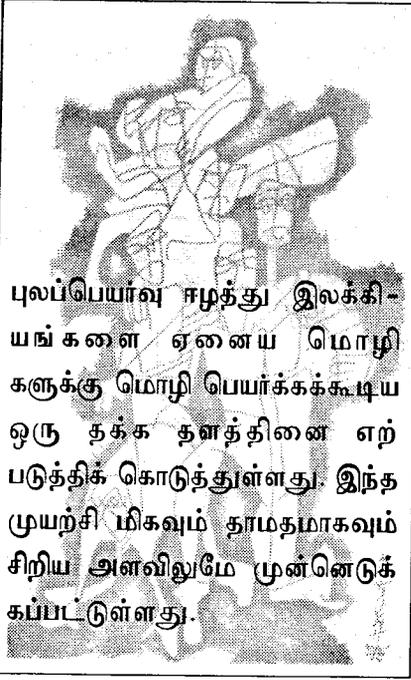 புலப்பெயர்வு ஈழத்து இலக்கி-
யங்களை ஏனைய மொழி
களுக்கு மொழி பெயர்க்கக்கூடிய
ஒரு தக்க தளத்தினை எற்
படுத்திக் கொடுத்துள்ளது. இந்த
முயற்சி மிகவும் தாமதமாகவும்
சிறிய அளவிலுமே முன்னெடுக்
கப்பட்டுள்ளது.